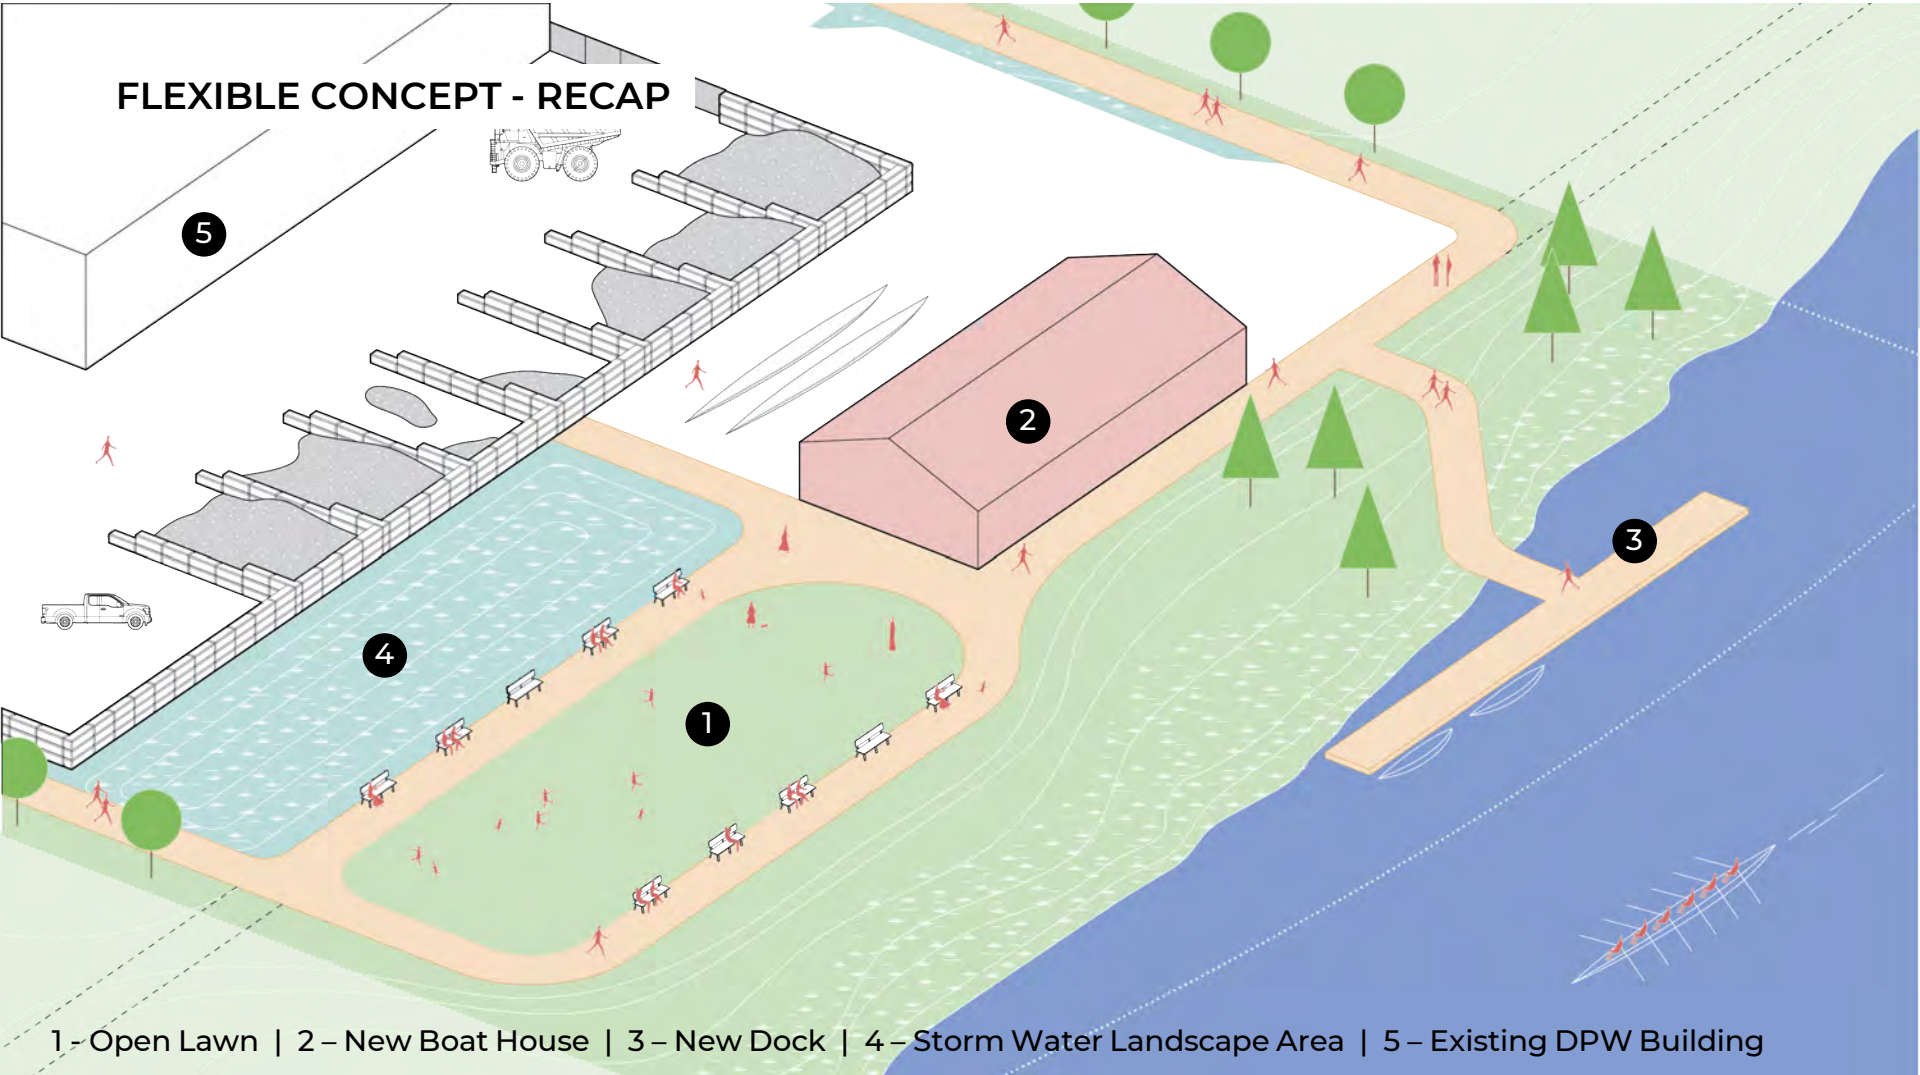 FLEXIBLE CONCEPT - RECAP
5
2
3
4
1
1 - Open Lawn | 2 – New Boat House | 3 – New Dock | 4 – Storm Water Landscape Area | 5 – Existing DPW Building